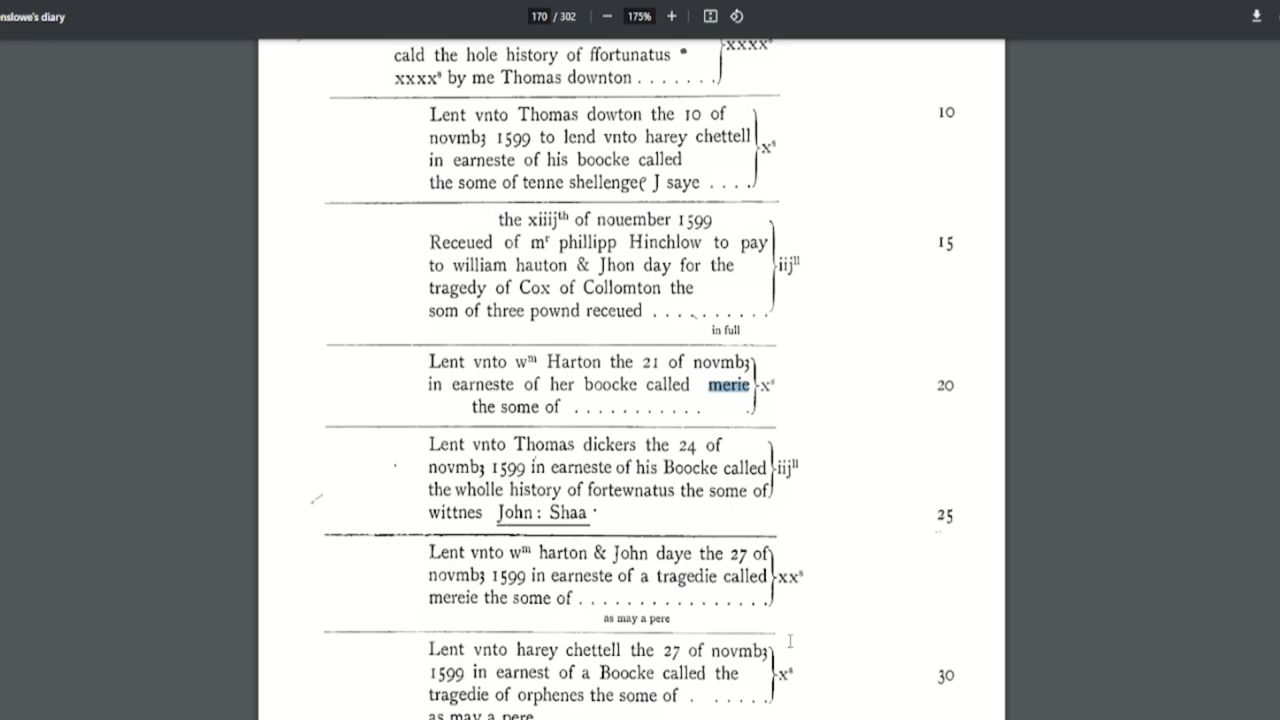 nslowe's diary
170 / 302
175%
cald the hole history of ffortunatus
xxxxˢ
xxxxˢ by me Thomas downton . . . . . . .
Lent vnto Thomas dowton the 10 of
10
novmbȝ 1599 to lend vnto harey chettell
xˢ
in earneste of his boocke called
the some of tenne shellengeꝭ J saye . . . .
the xiiijᵗʰ of nouember 1599
Receued of mʳ phillipp Hinchlow to pay
15
to william hauton & Jhon day for the
iijˡˡ
tragedy of Cox of Collomton the
som of three pownd receued . . . . . . . . .
in full
Lent vnto wᵐ Harton the 21 of novmbȝ
in earneste of her boocke called merie
xˢ
20
the some of . . . . . . . . . . .
Lent vnto Thomas dickers the 24 of
novmbȝ 1599 in earneste of his Boocke called
iijˡˡ
the wholle history of fortewnatus the some of
wittnes John : Shaa
25
Lent vnto wᵐ harton & John daye the 27 of
novmbȝ 1599 in earneste of a tragedie called
xxˢ
mereie the some of . . . . . . . . . . . . . . . .
as may a pere
Lent vnto harey chettell the 27 of novmbȝ
1599 in earnest of a Boocke called the
xˢ
30
tragedie of orphenes the some of . . . . . .
as may a pere